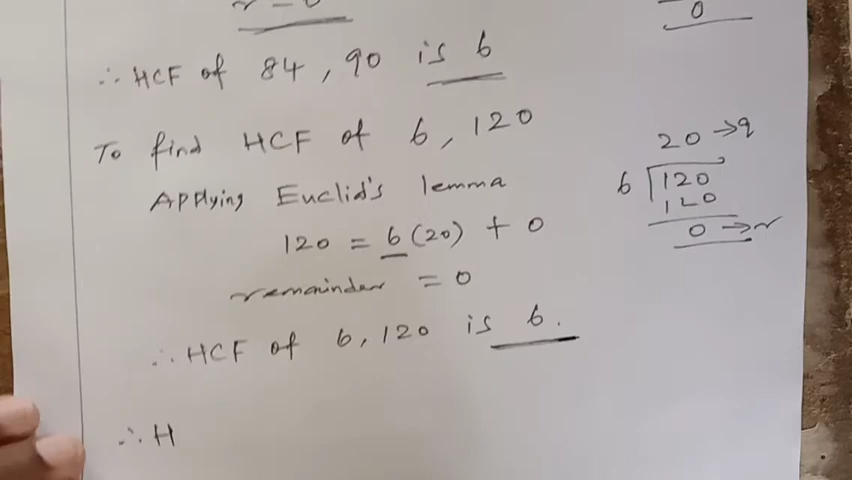 ∴ HCF of 84, 90 is 6
To find HCF of 6, 120
Applying Euclid's lemma
120 = 6(20) + 0
remainder = 0
∴ HCF of 6, 120 is 6.
∴ H
0
20 → q
6 120
120
0 → r